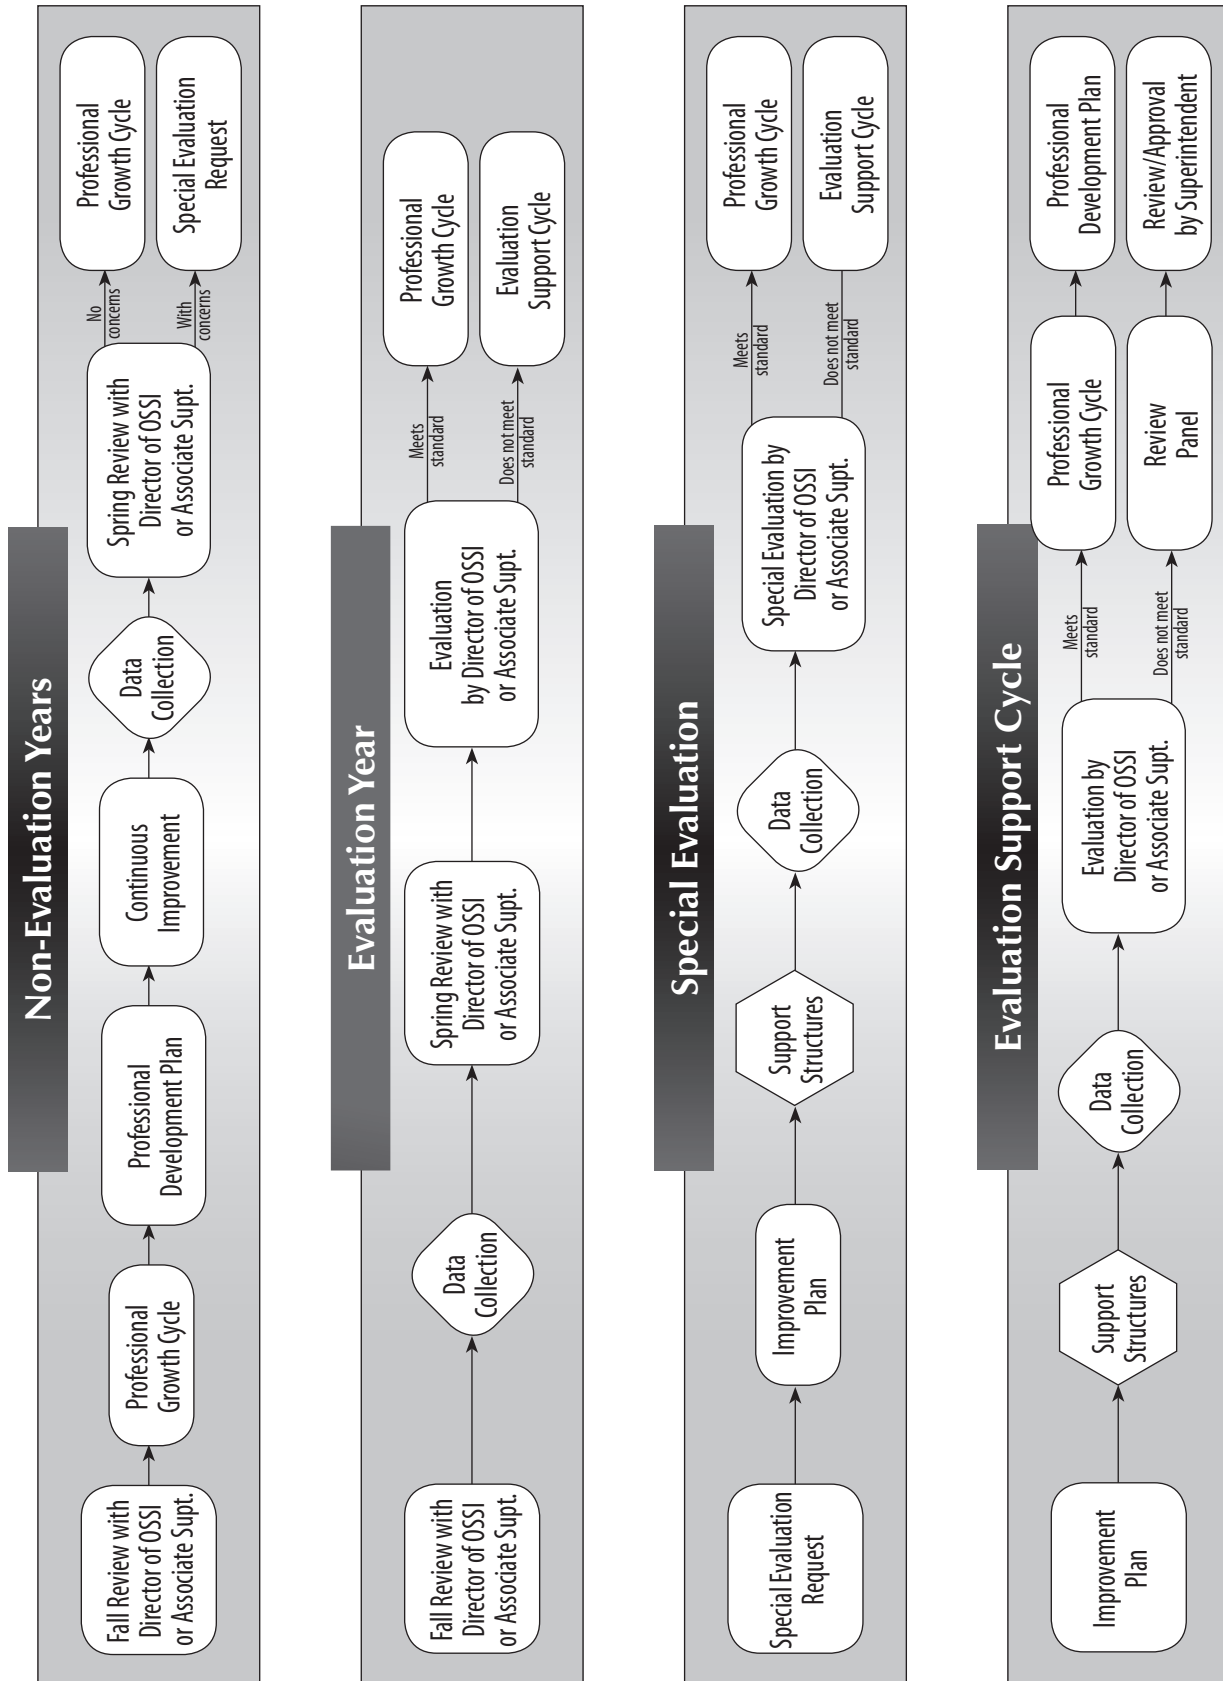 Non-Evaluation Years
Fall Review with
Director of OSSI
or Associate Supt.
Professional
Growth Cycle
Professional
Development Plan
Continuous
Improvement
Data
Collection
Spring Review with
Director of OSSI
or Associate Supt.
No
concerns
Professional
Growth Cycle
With
concerns
Special Evaluation
Request
Evaluation Year
Fall Review with
Director of OSSI
or Associate Supt.
Data
Collection
Spring Review with
Director of OSSI
or Associate Supt.
Evaluation
by Director of OSSI
or Associate Supt.
Meets
standard
Professional
Growth Cycle
Does not meet
standard
Evaluation
Support Cycle
Special Evaluation
Special Evaluation
Request
Improvement
Plan
Support
Structures
Data
Collection
Special Evaluation by
Director of OSSI
or Associate Supt.
Meets
standard
Professional
Growth Cycle
Does not meet
standard
Evaluation
Support Cycle
Evaluation Support Cycle
Improvement
Plan
Support
Structures
Data
Collection
Evaluation by
Director of OSSI
or Associate Supt.
Meets
standard
Professional
Growth Cycle
Professional
Development Plan
Does not meet
standard
Review
Panel
Review/Approval
by Superintendent